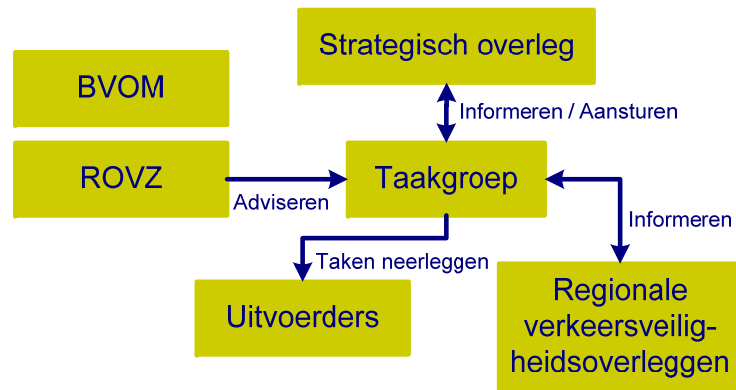 Strategisch overleg
BVOM
Informeren / Aansturen
ROVZ
Adviseren
Taakgroep
Informeren
Taken neerleggen
Uitvoerders
Regionale
verkeersveilig-
heidsoverleggen